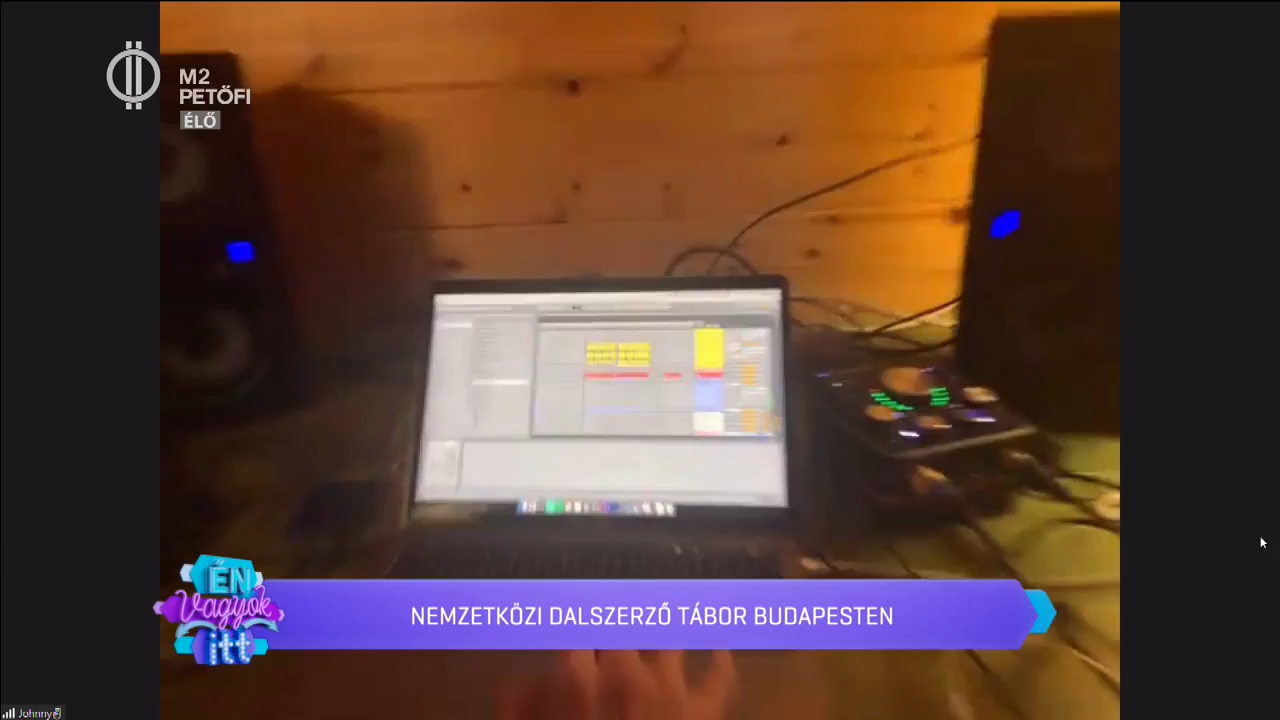 M2
PETŐFI
ÉLŐ
ÉN
Vagyok
itt
NEMZETKÖZI DALSZERZŐ TÁBOR BUDAPESTEN
Johnny